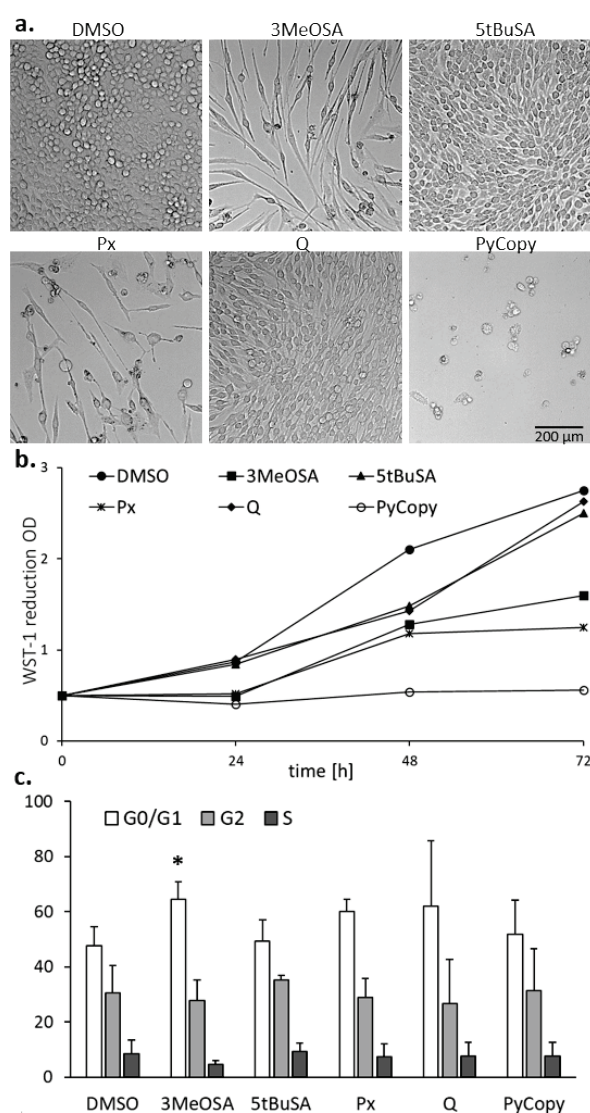 a.
DMSO 3MeOSA 5tBuSA
Px Q PyCopy
200 µm
b.
3
DMSO 3MeOSA 5tBuSA
Px Q PyCopy
2
WST-1 reduction OD
1
0
0 24 48 72
time [h]
c.
100
G0/G1 G2 S
80
*
60
40
20
0
DMSO 3MeOSA 5tBuSA Px Q PyCopy